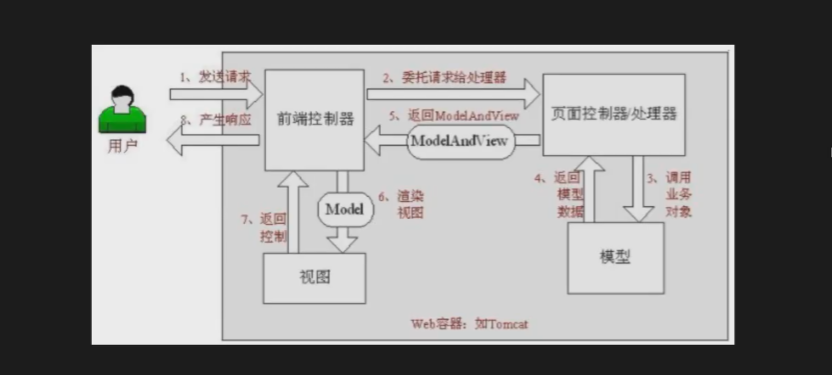 1、发送请求
2、委托请求给处理器
前端控制器
页面控制器/处理器
用户
8、产生响应
5、返回ModelAndView
ModelAndView
4、返回
模型
数据
3、调用
业务
对象
6、渲染
视图
Model
7、返回
控制
视图
模型
Web容器：如Tomcat